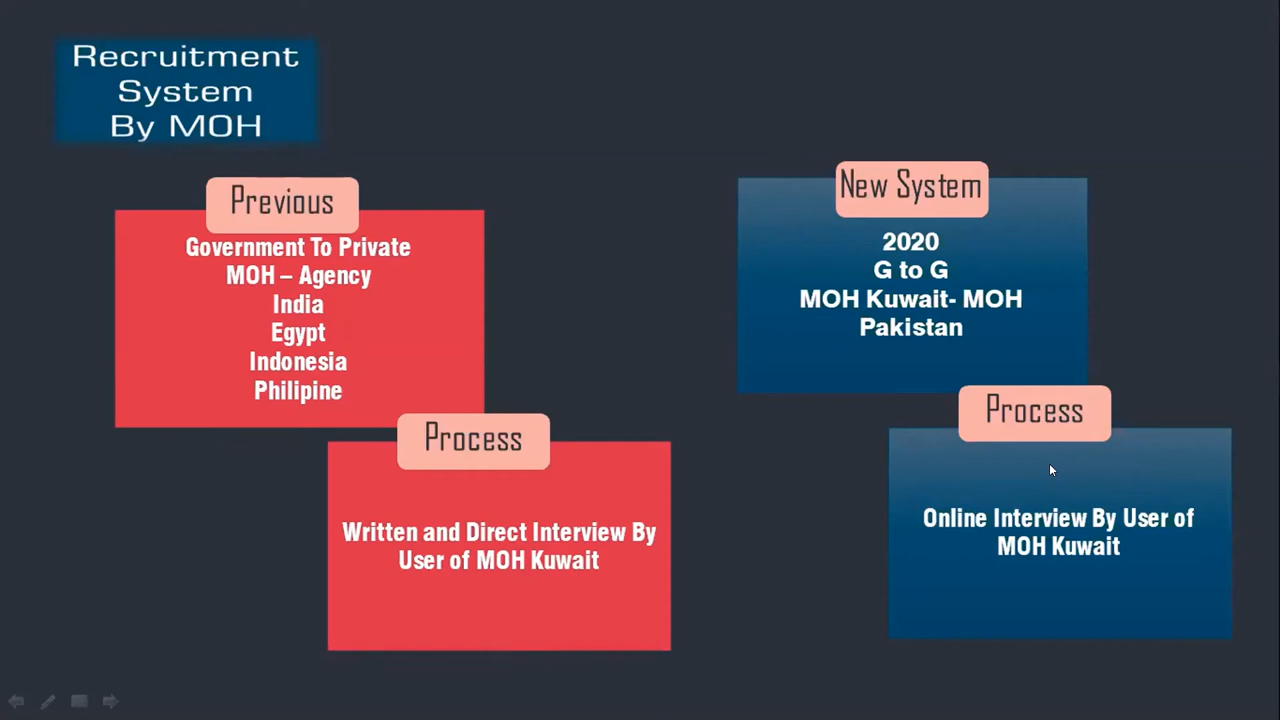 Recruitment
System
By MOH
Previous
Government To Private
MOH – Agency
India
Egypt
Indonesia
Philipine
Process
Written and Direct Interview By
User of MOH Kuwait
New System
2020
G to G
MOH Kuwait- MOH
Pakistan
Process
Online Interview By User of
MOH Kuwait